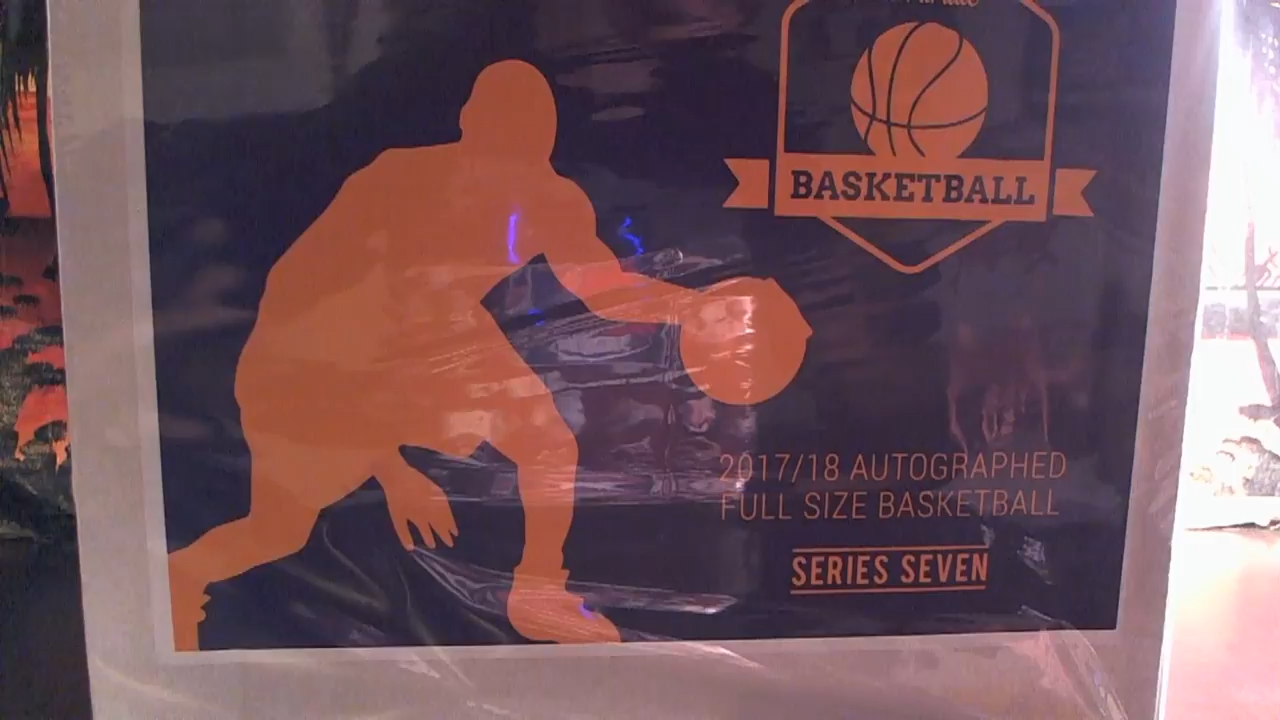 BASKETBALL
2017/18 AUTOGRAPHED
FULL SIZE BASKETBALL
SERIES SEVEN